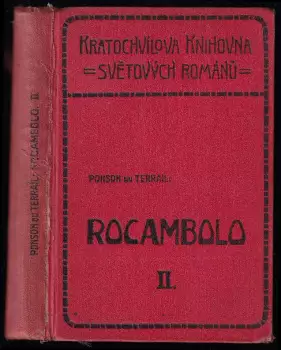 KRATOCHVÍLOVA KNIHOVNA
= SVĚTOVÝCH ROMÁNŮ =
PONSON DU TERRAIL:
ROCAMBOLO
II.
PONSON DU TERRAIL: ROCAMBOLO. II